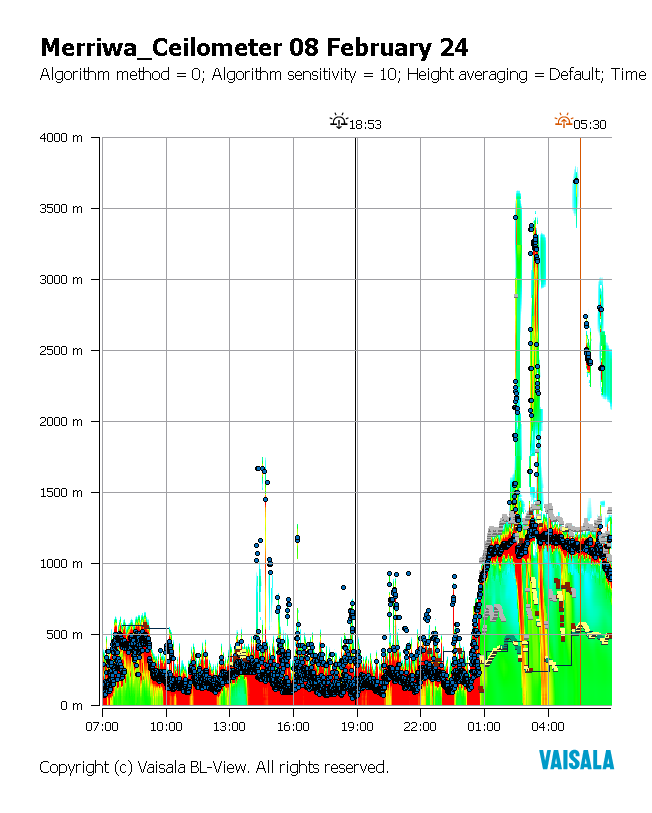 Merriwa_Ceilometer 08 February 24
Algorithm method = 0; Algorithm sensitivity = 10; Height averaging = Default; Time
18:53 05:30
4000 m
3500 m
3000 m
2500 m
2000 m
1500 m
1000 m
500 m
0 m
07:00 10:00 13:00 16:00 19:00 22:00 01:00 04:00
VAISALA
Copyright (c) Vaisala BL-View. All rights reserved.